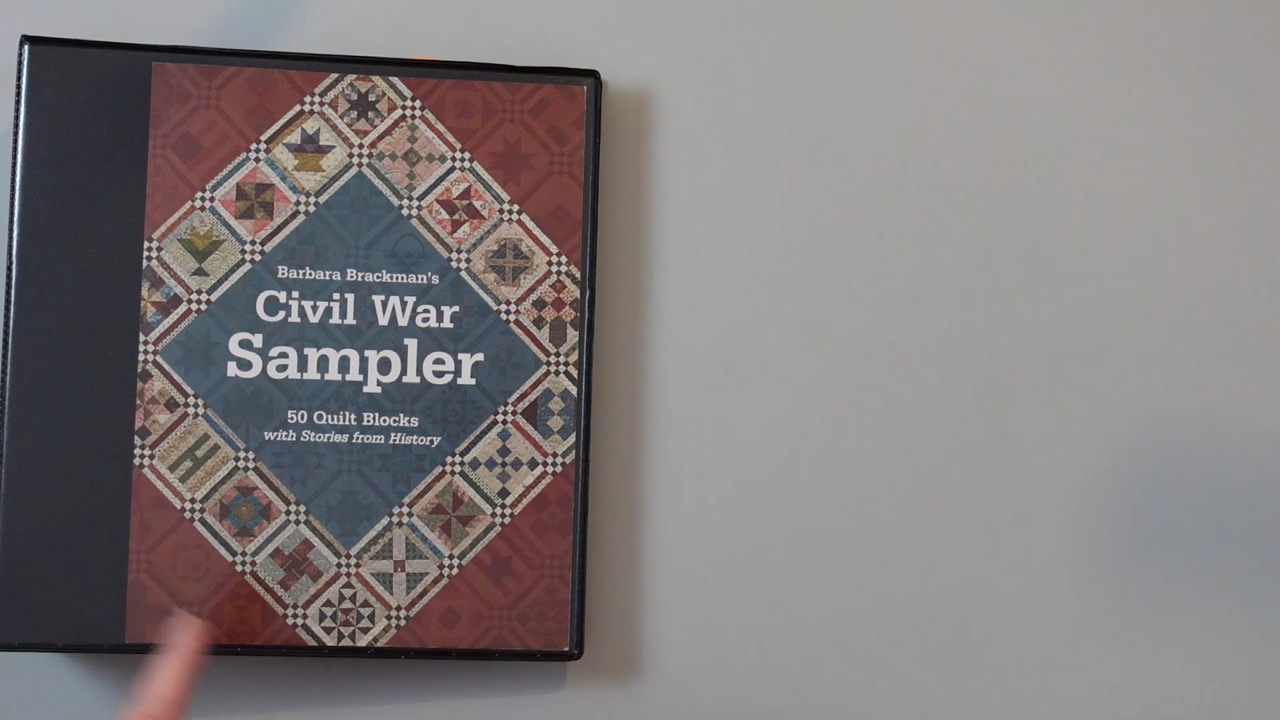 Barbara Brackman's
Civil War
Sampler
50 Quilt Blocks
with Stories from History